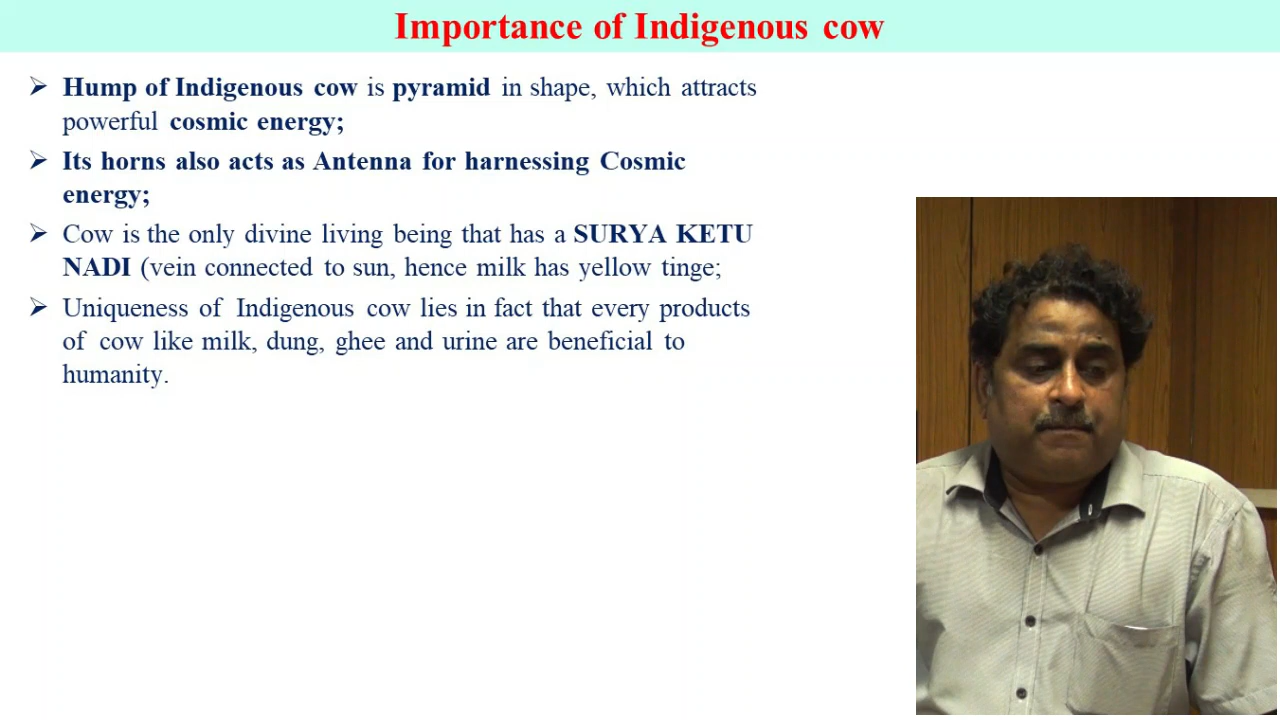 Importance of Indigenous cow
➢ Hump of Indigenous cow is pyramid in shape, which attracts
powerful cosmic energy;
➢ Its horns also acts as Antenna for harnessing Cosmic
energy;
➢ Cow is the only divine living being that has a SURYA KETU
NADI (vein connected to sun, hence milk has yellow tinge;
➢ Uniqueness of Indigenous cow lies in fact that every products
of cow like milk, dung, ghee and urine are beneficial to
humanity.